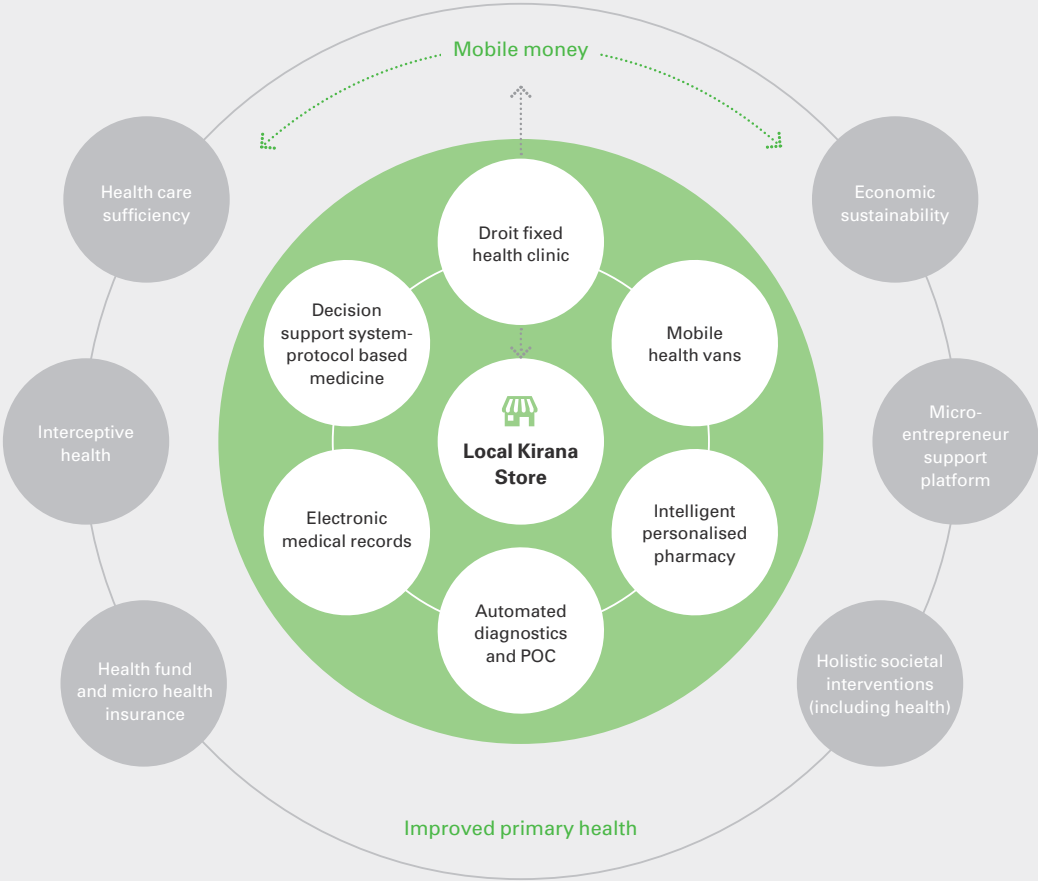 Mobile money
Health care
sufficiency
Economic
sustainability
Droit fixed
health clinic
Decision
support system-
protocol based
medicine
Mobile
health vans
Interceptive
health
Local Kirana
Store
Micro-
entrepreneur
support
platform
Electronic
medical records
Intelligent
personalised
pharmacy
Automated
diagnostics
and POC
Health fund
and micro health
insurance
Holistic societal
interventions
(including health)
Improved primary health